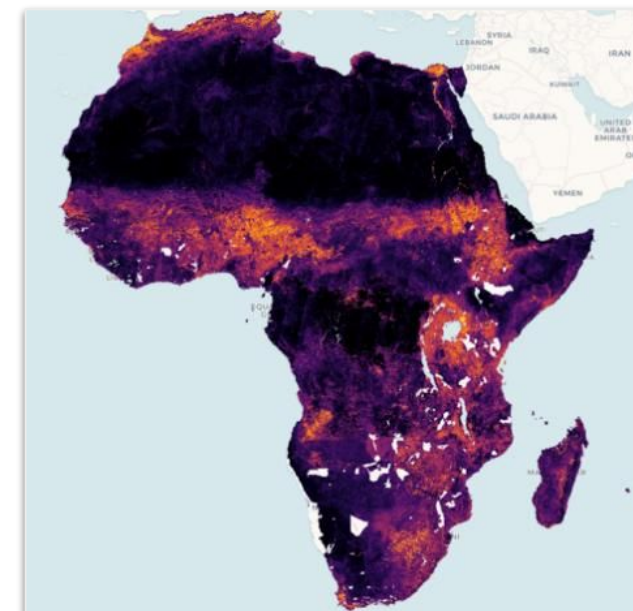 SYRIA
LEBANON
IRAQ
IRAN
JORDAN
KUWAIT
SAUDI ARABIA
UNITED
ARAB
EMIRATES
YEMEN